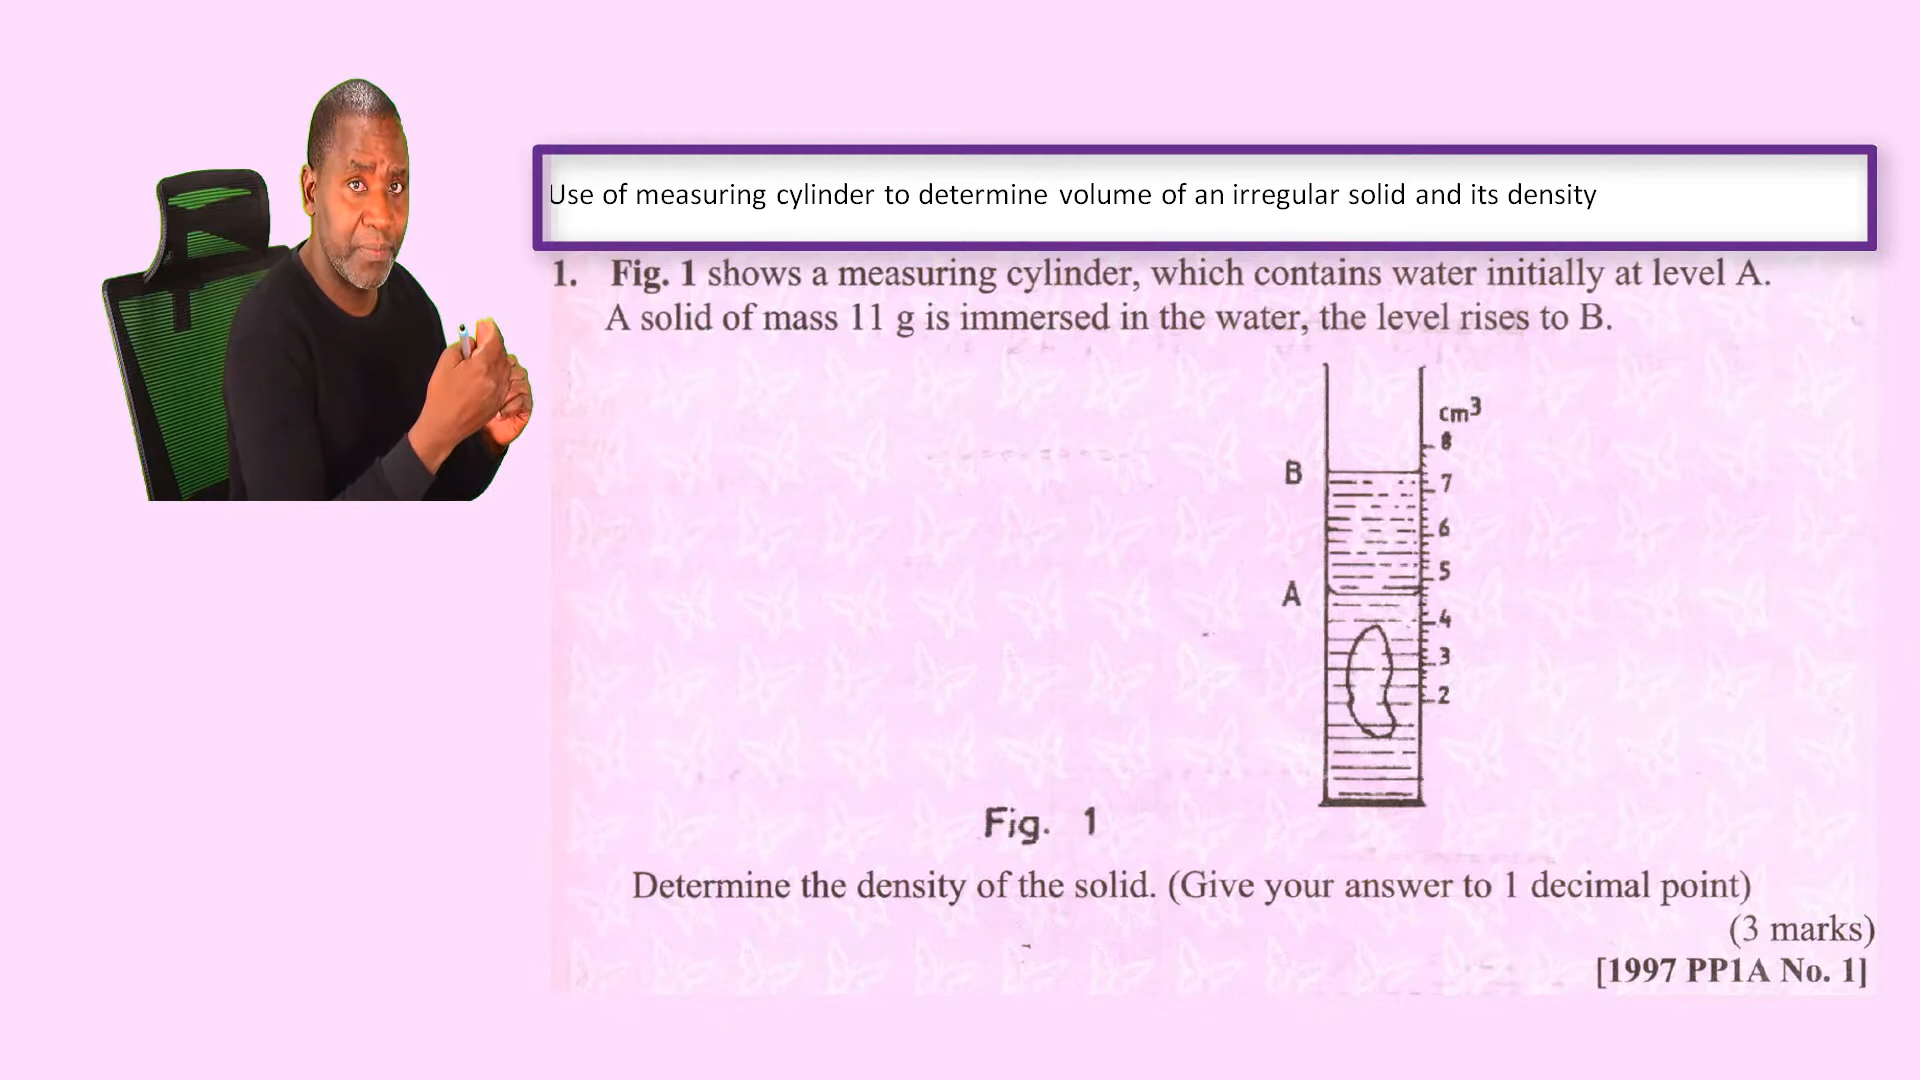 Use of measuring cylinder to determine volume of an irregular solid and its density
1. Fig. 1 shows a measuring cylinder, which contains water initially at level A.
A solid of mass 11 g is immersed in the water, the level rises to B.
cm³
8
B
7
6
5
A
4
3
2
Fig. 1
Determine the density of the solid. (Give your answer to 1 decimal point)
(3 marks)
[1997 PP1A No. 1]